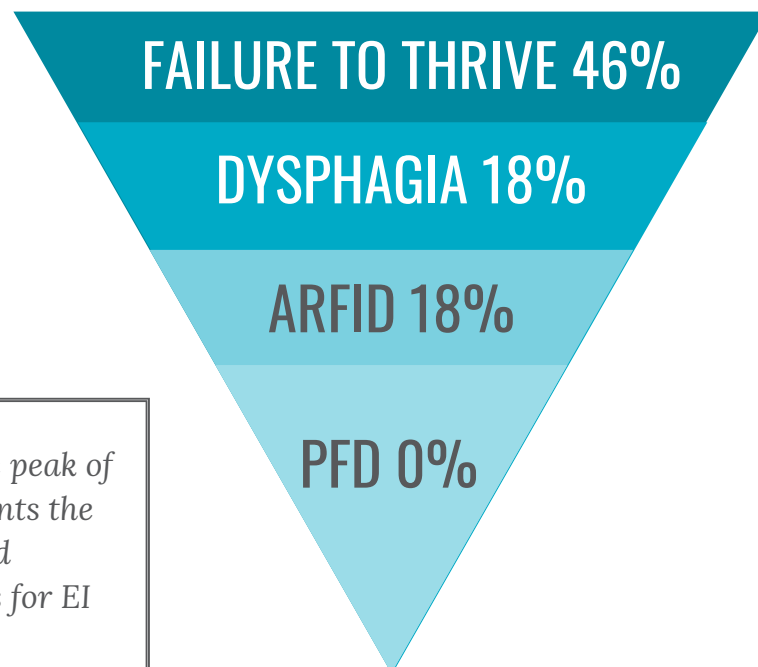 FAILURE TO THRIVE 46%
DYSPHAGIA 18%
ARFID 18%
PFD 0%
peak of
nts the
d
for EI